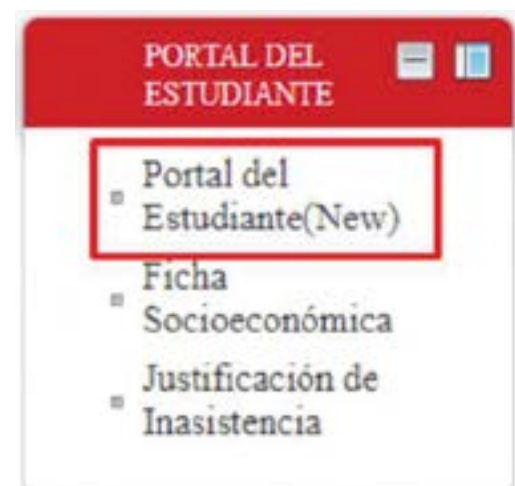 PORTAL DEL
ESTUDIANTE
Portal del
Estudiante(New)
Ficha
Socioeconómica
Justificación de
Inasistencia